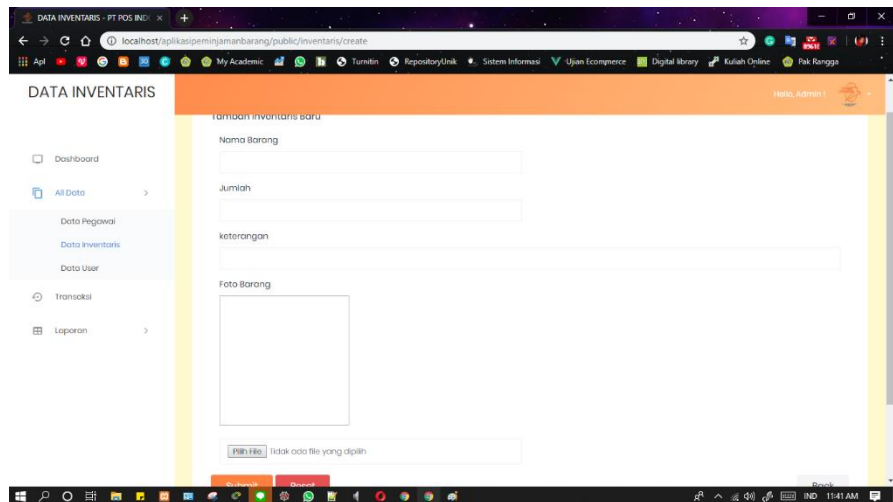 DATA INVENTARIS - PT POS INDO
localhost/aplikasipeminjamanbarang/public/inventaris/create
Apl
My Academic
Turnitin
RepositoryUnik
Sistem Informasi
Ujian Ecommerce
Digital library
Kuliah Online
Pak Rangga
DATA INVENTARIS
Hello, Admin !
Tambah Inventaris Baru
Nama Barang
Dashboard
All Data
Jumlah
Data Pegawai
keterangan
Data Inventaris
Data User
Foto Barang
Transaksi
Laporan
Pilih File Tidak ada file yang dipilih
Submit
Reset
Back
IND 11:41 AM